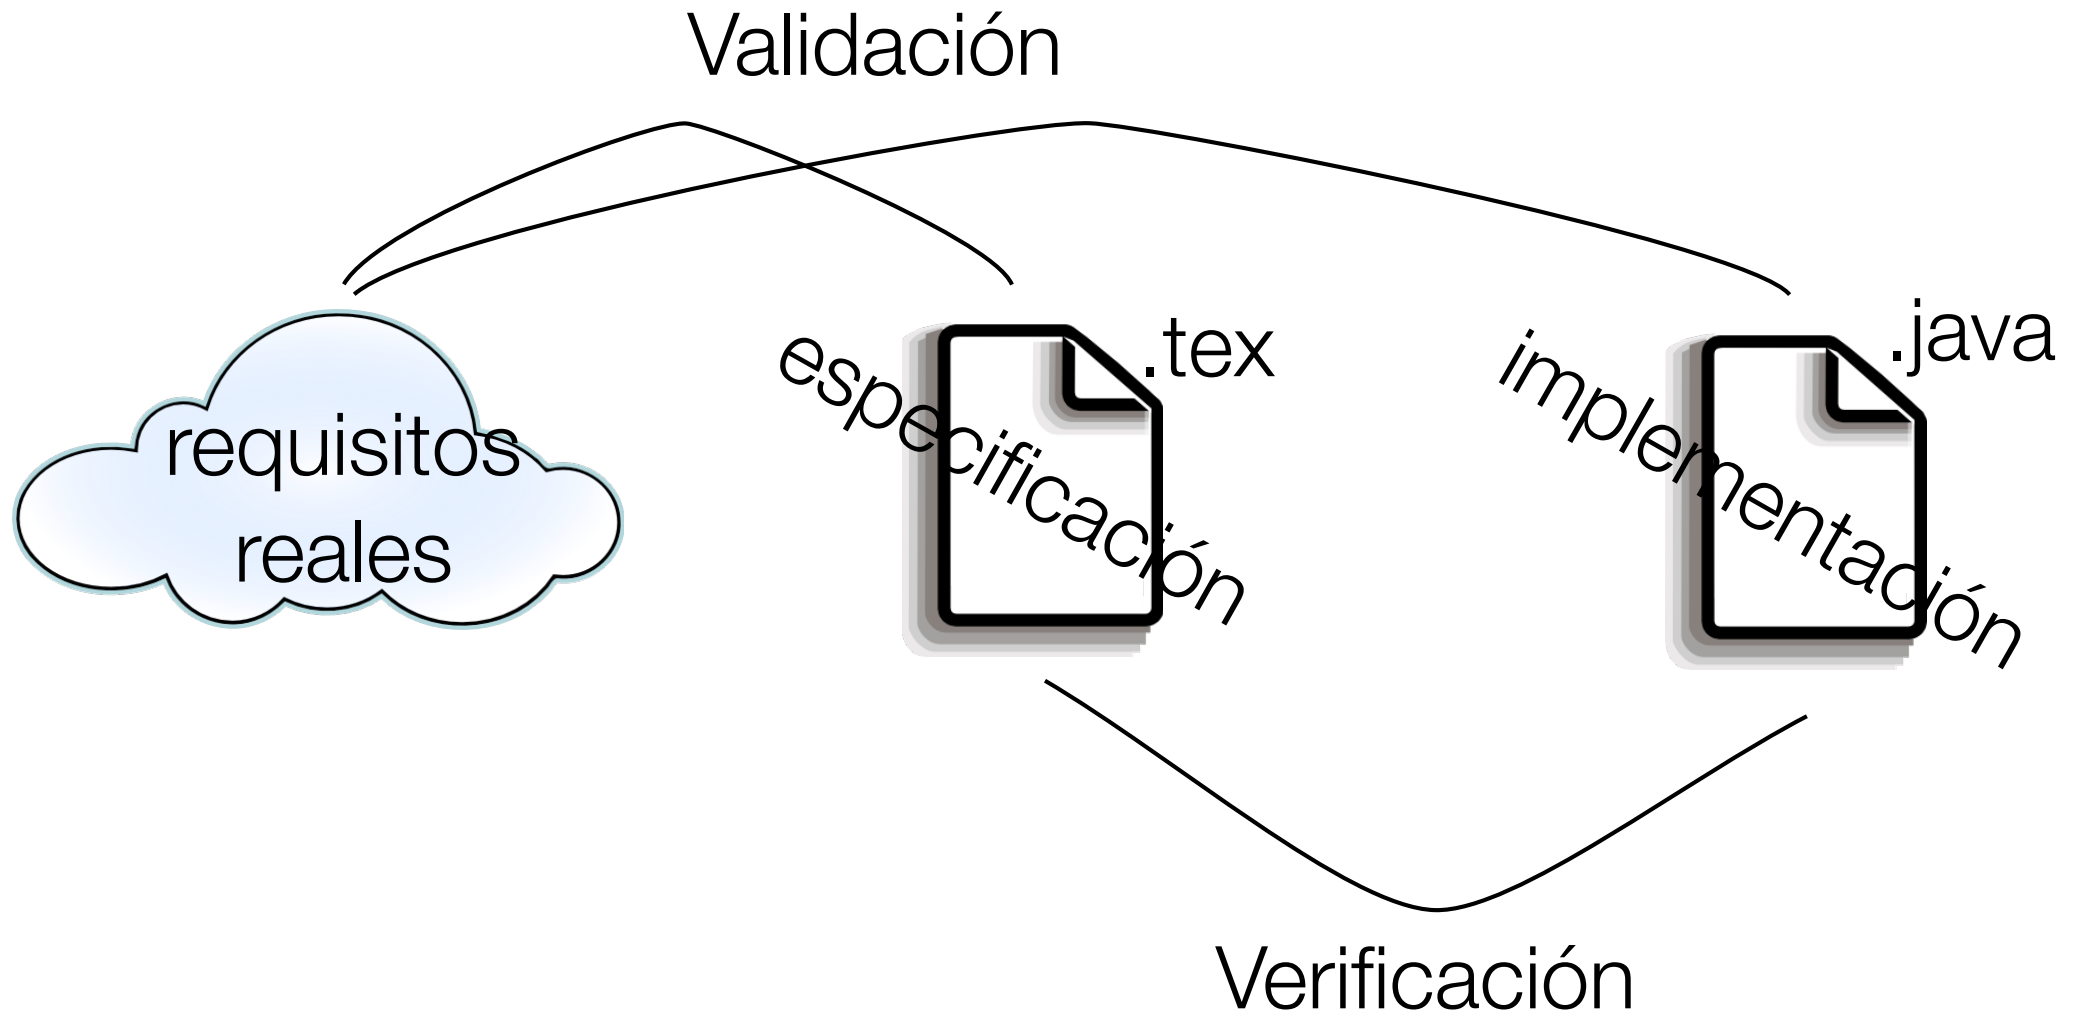 Validación
requisitos
reales
.tex
especificación
.java
implementación
Verificación